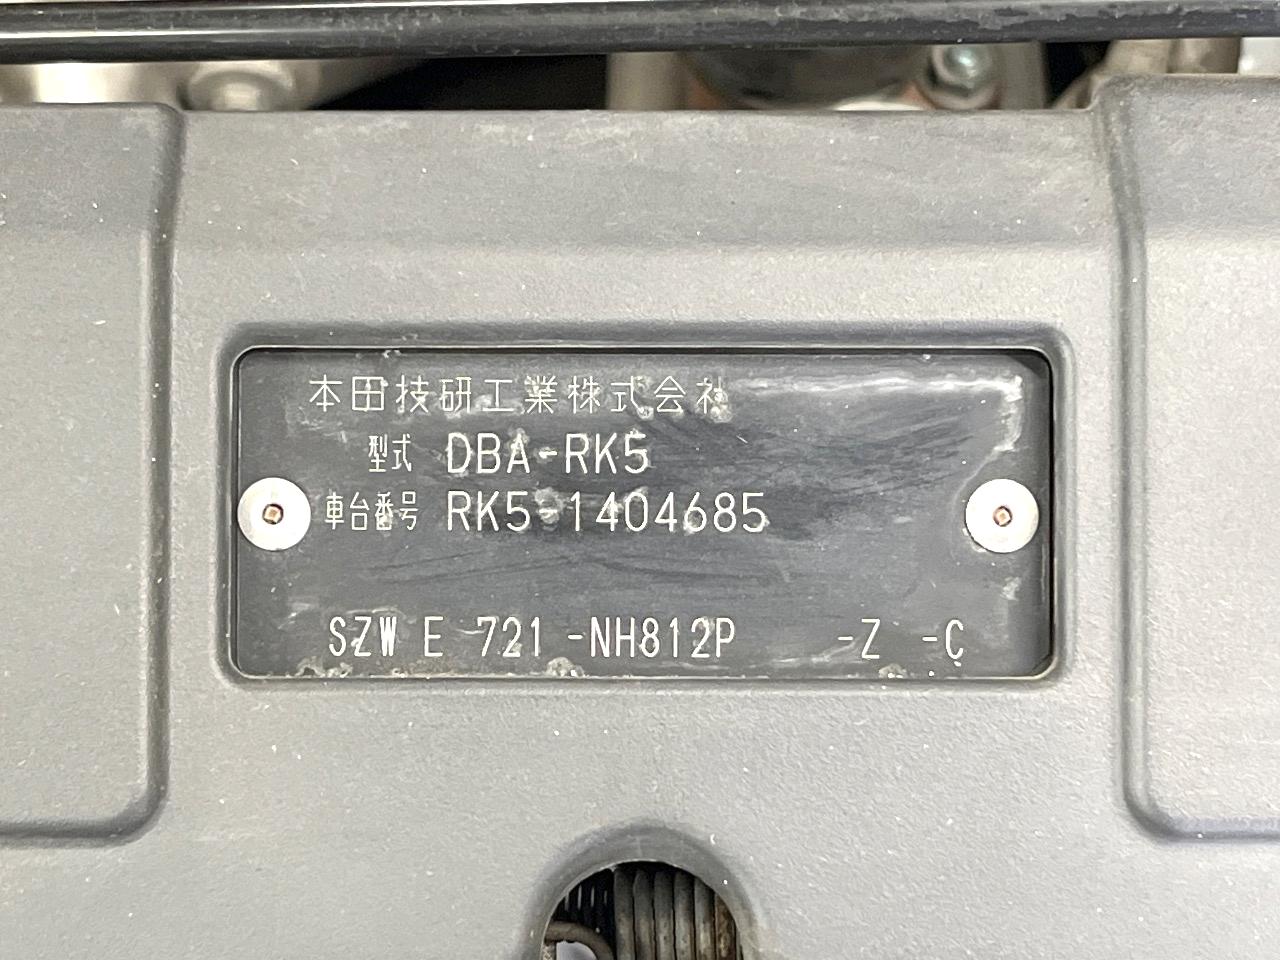 本田技研工業株式会社
型式 DBA-RK5
車台番号 RK5-1404685
SZW E 721 -NH812P -Z -C